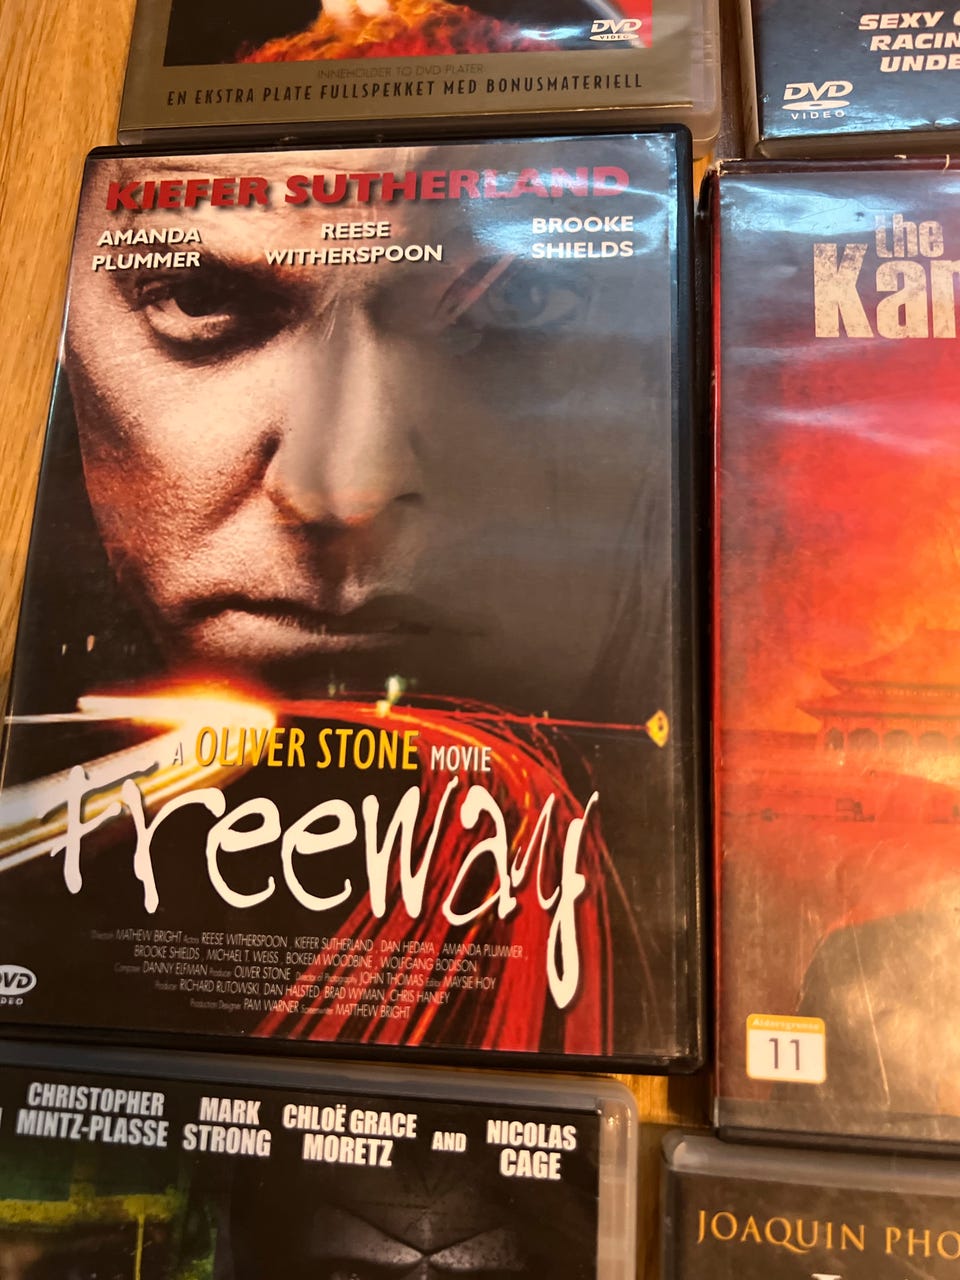 DVD
VIDEO
INNEHOLDER TO DVD PLATER
EN EKSTRA PLATE FULLSPEKKET MED BONUSMATERIELL
SEXY
RACIN
UNDE
DVD
VIDEO
KIEFER SUTHERLAND
AMANDA
PLUMMER
REESE
WITHERSPOON
BROOKE
SHIELDS
the
Kar
A OLIVER STONE MOVIE
Freeway
Director MATHEW BRIGHT Actors REESE WITHERSPOON , KIEFER SUTHERLAND , DAN HEDAYA , AMANDA PLUMMER ,
BROOKE SHIELDS , MICHAEL T. WEISS , BOKEEM WOODBINE , WOLFGANG BODISON
Composer DANNY ELFMAN Producer OLIVER STONE Director of Photography JOHN THOMAS Editor MAYSIE HOY
Producer RICHARD RUTOWSKI, DAN HALSTED, BRAD WYMAN, CHRIS HANLEY
Production Designer PAM WARNER Screenwriter MATTHEW BRIGHT
DVD
VIDEO
Aldersgrense
11
CHRISTOPHER
MINTZ-PLASSE
MARK
STRONG
CHLOË GRACE
MORETZ
AND
NICOLAS
CAGE
JOAQUIN PHO